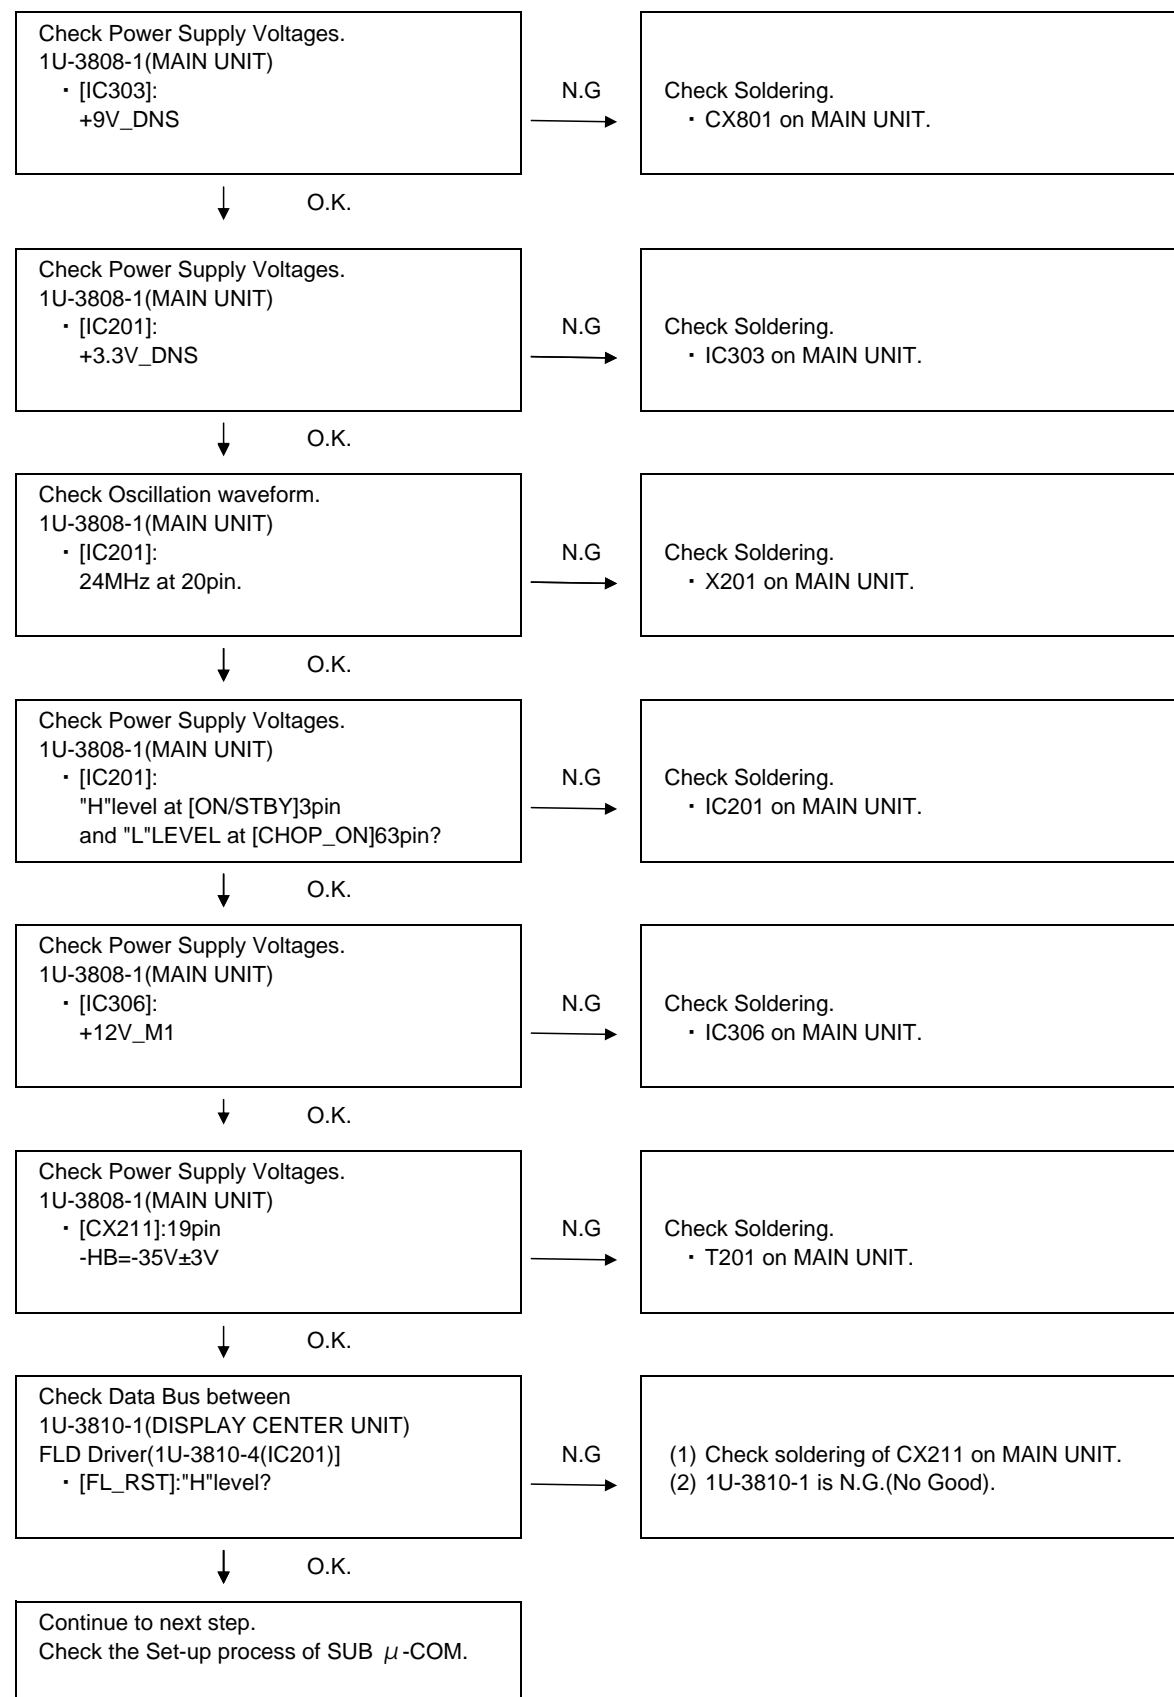 Check Power Supply Voltages.
1U-3808-1(MAIN UNIT)
・[IC303]:
+9V_DNS
N.G
Check Soldering.
・CX801 on MAIN UNIT.
O.K.
Check Power Supply Voltages.
1U-3808-1(MAIN UNIT)
・[IC201]:
+3.3V_DNS
N.G
Check Soldering.
・IC303 on MAIN UNIT.
O.K.
Check Oscillation waveform.
1U-3808-1(MAIN UNIT)
・[IC201]:
24MHz at 20pin.
N.G
Check Soldering.
・X201 on MAIN UNIT.
O.K.
Check Power Supply Voltages.
1U-3808-1(MAIN UNIT)
・[IC201]:
"H"level at [ON/STBY]3pin
and "L"LEVEL at [CHOP_ON]63pin?
N.G
Check Soldering.
・IC201 on MAIN UNIT.
O.K.
Check Power Supply Voltages.
1U-3808-1(MAIN UNIT)
・[IC306]:
+12V_M1
N.G
Check Soldering.
・IC306 on MAIN UNIT.
O.K.
Check Power Supply Voltages.
1U-3808-1(MAIN UNIT)
・[CX211]:19pin
-HB=-35V±3V
N.G
Check Soldering.
・T201 on MAIN UNIT.
O.K.
Check Data Bus between
1U-3810-1(DISPLAY CENTER UNIT)
FLD Driver(1U-3810-4(IC201)]
・[FL_RST]:"H"level?
N.G
(1) Check soldering of CX211 on MAIN UNIT.
(2) 1U-3810-1 is N.G.(No Good).
O.K.
Continue to next step.
Check the Set-up process of SUB μ-COM.